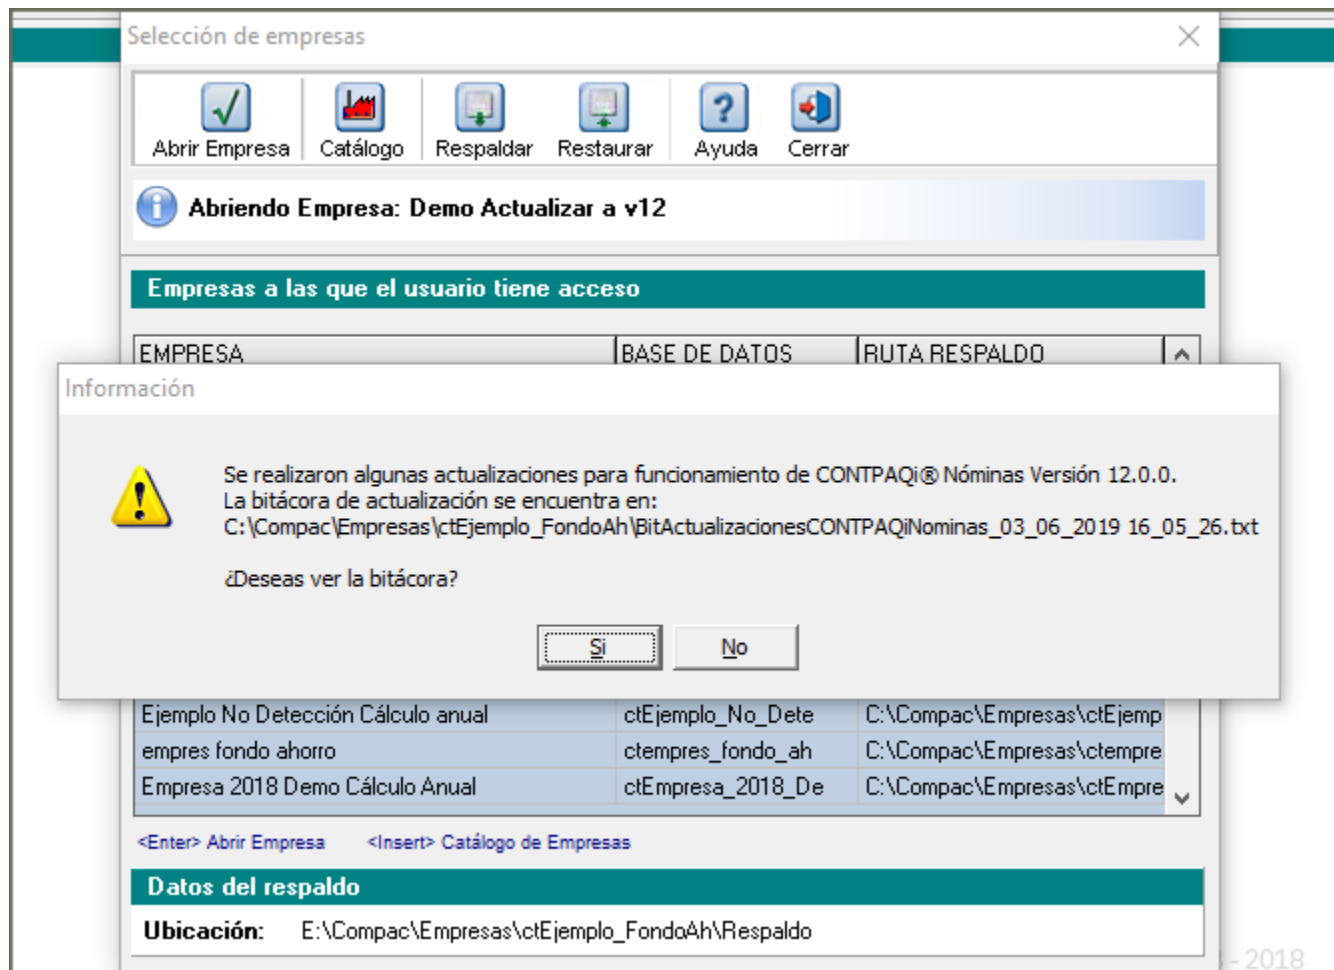 Selección de empresas
Abrir Empresa Catálogo Respaldar Restaurar Ayuda Cerrar
Abriendo Empresa: Demo Actualizar a v12
Empresas a las que el usuario tiene acceso
EMPRESA BASE DE DATOS RUTA RESPALDO
Información
Se realizaron algunas actualizaciones para funcionamiento de CONTPAQi® Nóminas Versión 12.0.0.
La bitácora de actualización se encuentra en:
C:\Compac\Empresas\ctEjemplo_FondoAh\BitActualizacionesCONTPAQiNominas_03_06_2019 16_05_26.txt
¿Deseas ver la bitácora?
Si No
Ejemplo No Detección Cálculo anual ctEjemplo_No_Dete C:\Compac\Empresas\ctEjemp
empres fondo ahorro ctempres_fondo_ah C:\Compac\Empresas\ctempre
Empresa 2018 Demo Cálculo Anual ctEmpresa_2018_De C:\Compac\Empresas\ctEmpre
<Enter> Abrir Empresa <Insert> Catálogo de Empresas
Datos del respaldo
Ubicación: E:\Compac\Empresas\ctEjemplo_FondoAh\Respaldo
- 2018